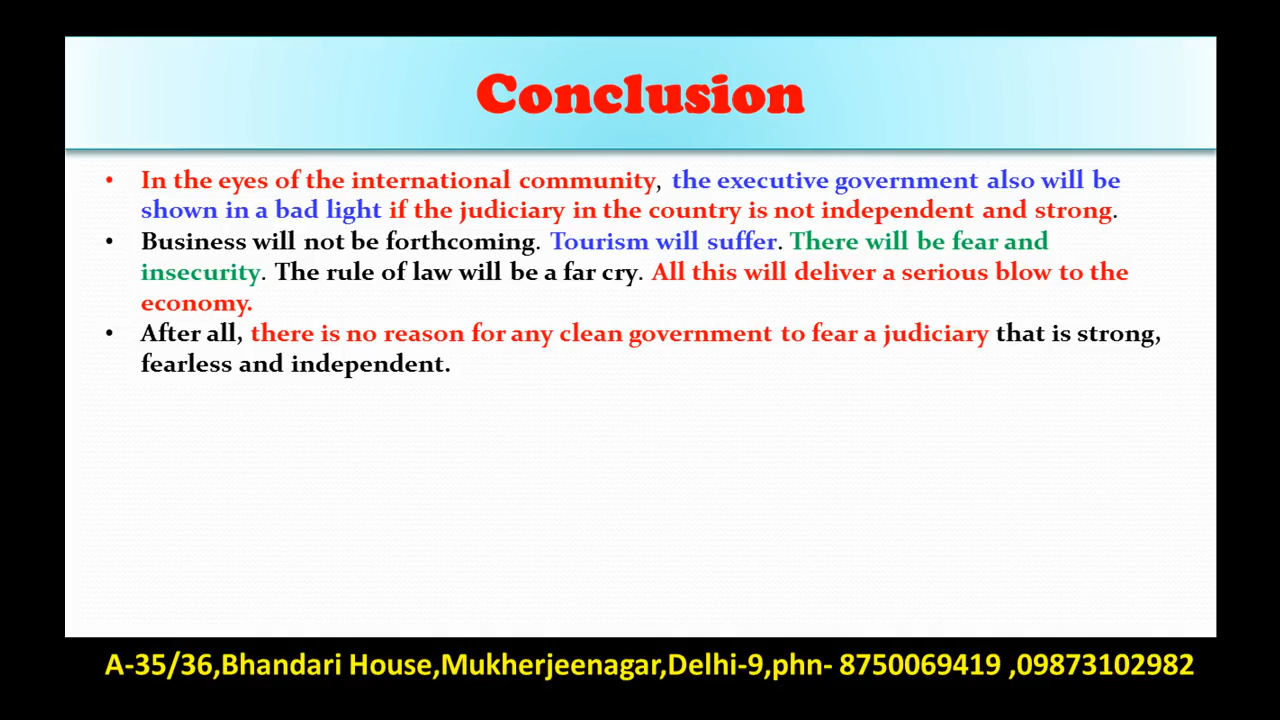 Conclusion
• In the eyes of the international community, the executive government also will be
shown in a bad light if the judiciary in the country is not independent and strong.
• Business will not be forthcoming. Tourism will suffer. There will be fear and
insecurity. The rule of law will be a far cry. All this will deliver a serious blow to the
economy.
• After all, there is no reason for any clean government to fear a judiciary that is strong,
fearless and independent.
A-35/36,Bhandari House,Mukherjeenagar,Delhi-9,phn- 8750069419 ,09873102982